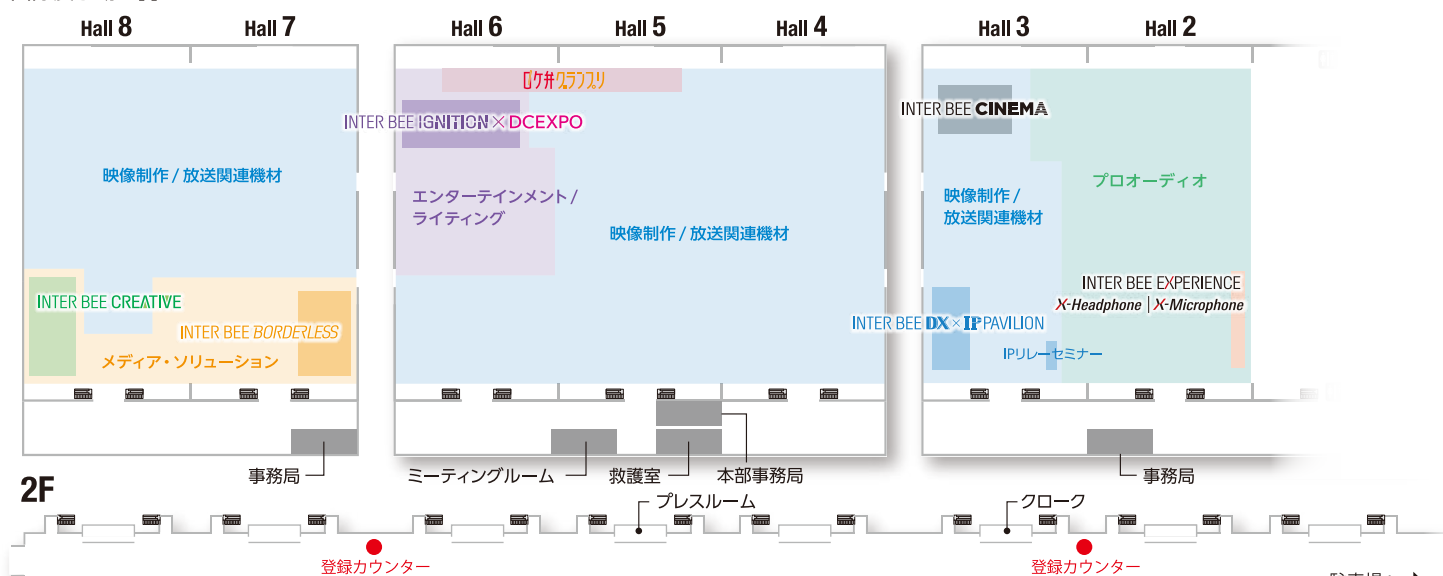 Hall 8
Hall 7
Hall 6
Hall 5
Hall 4
Hall 3
Hall 2
ロケ弁グランプリ
INTER BEE IGNITION × DCEXPO
INTER BEE CINEMA
映像制作 / 放送関連機材
エンターテインメント /
ライティング
映像制作 / 放送関連機材
映像制作 /
放送関連機材
プロオーディオ
INTER BEE CREATIVE
INTER BEE BORDERLESS
メディア・ソリューション
INTER BEE DX × IP PAVILION
IPリレーセミナー
INTER BEE EXPERIENCE
X-Headphone | X-Microphone
事務局
ミーティングルーム
救護室
本部事務局
事務局
2F
プレスルーム
クローク
登録カウンター
登録カウンター